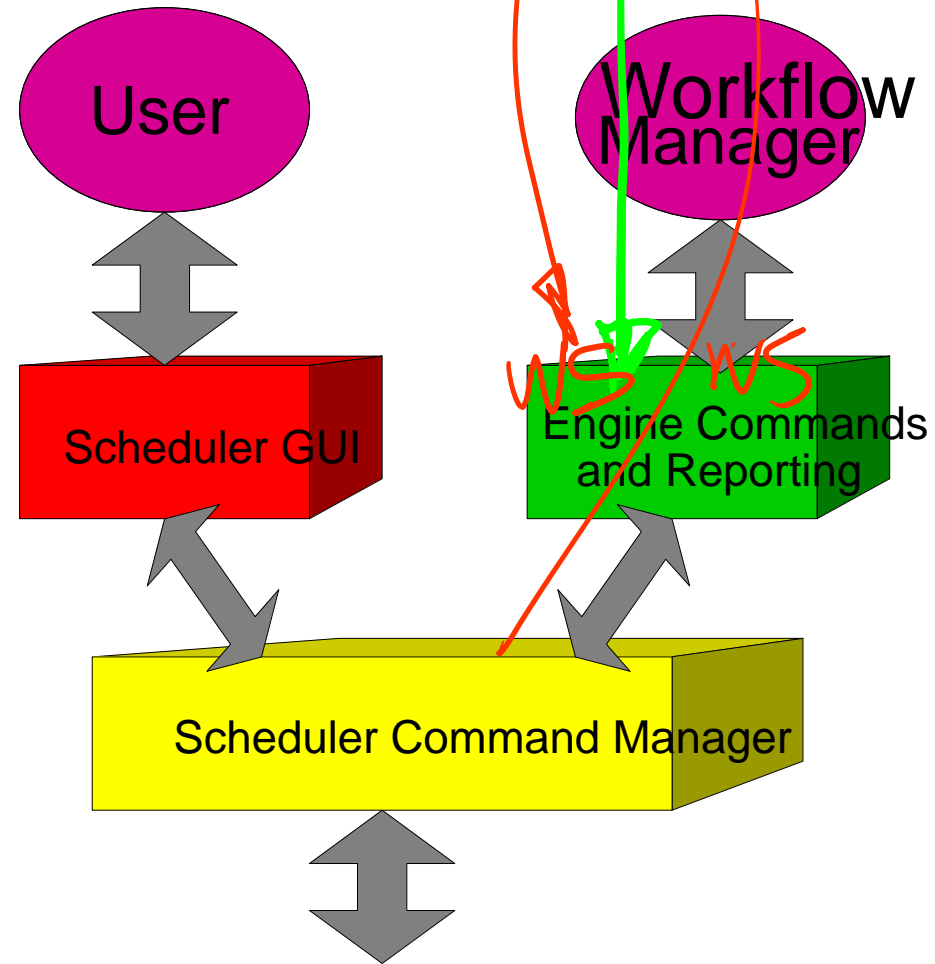 User
Workflow
Manager
WS
WS
Scheduler GUI
Engine Commands
and Reporting
Scheduler Command Manager